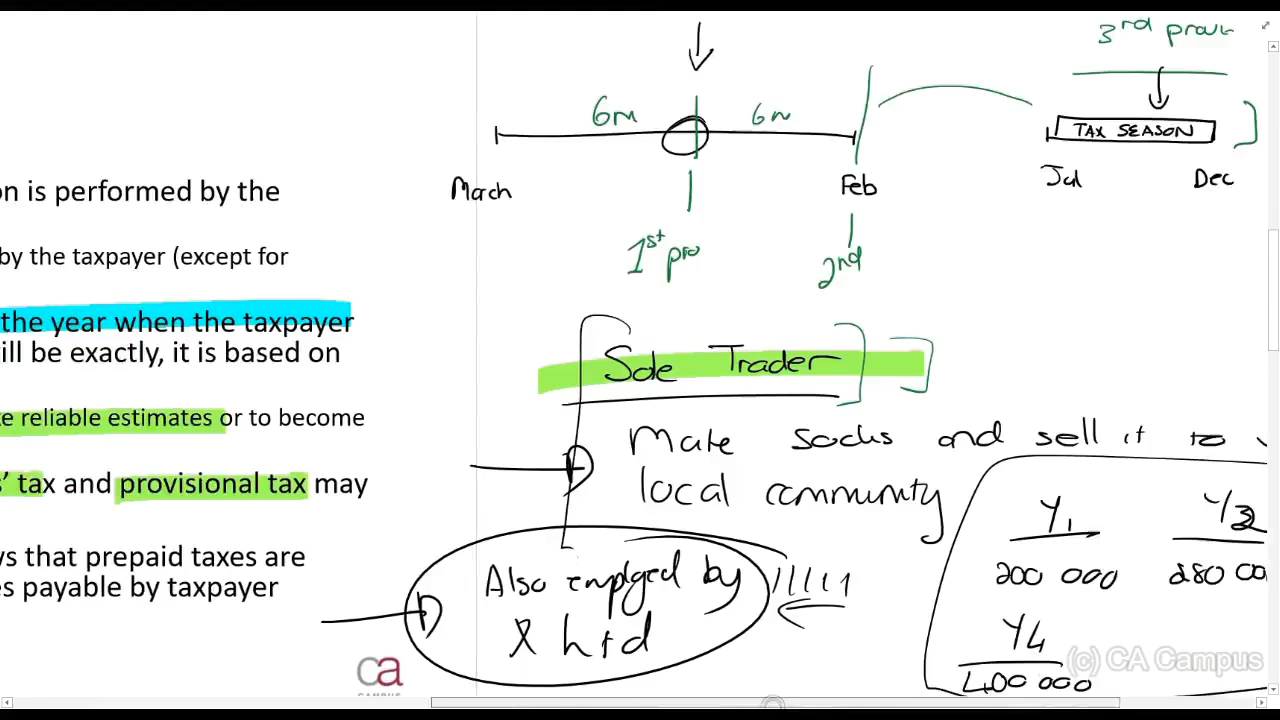 3rd prov
6m
6m
TAX SEASON
March
Feb
Jul
Dec
on is performed by the
1st pro
2nd
by the taxpayer (except for
the year when the taxpayer
ill be exactly, it is based on
Sole Trader
ke reliable estimates or to become
Make socks and sell it to
local community
s' tax and provisional tax may
Y1
200 000
280 00
ys that prepaid taxes are
es payable by taxpayer
Also employed by
X Ltd
Y4
400 000
ca
CAMPUS
(c) CA Campus